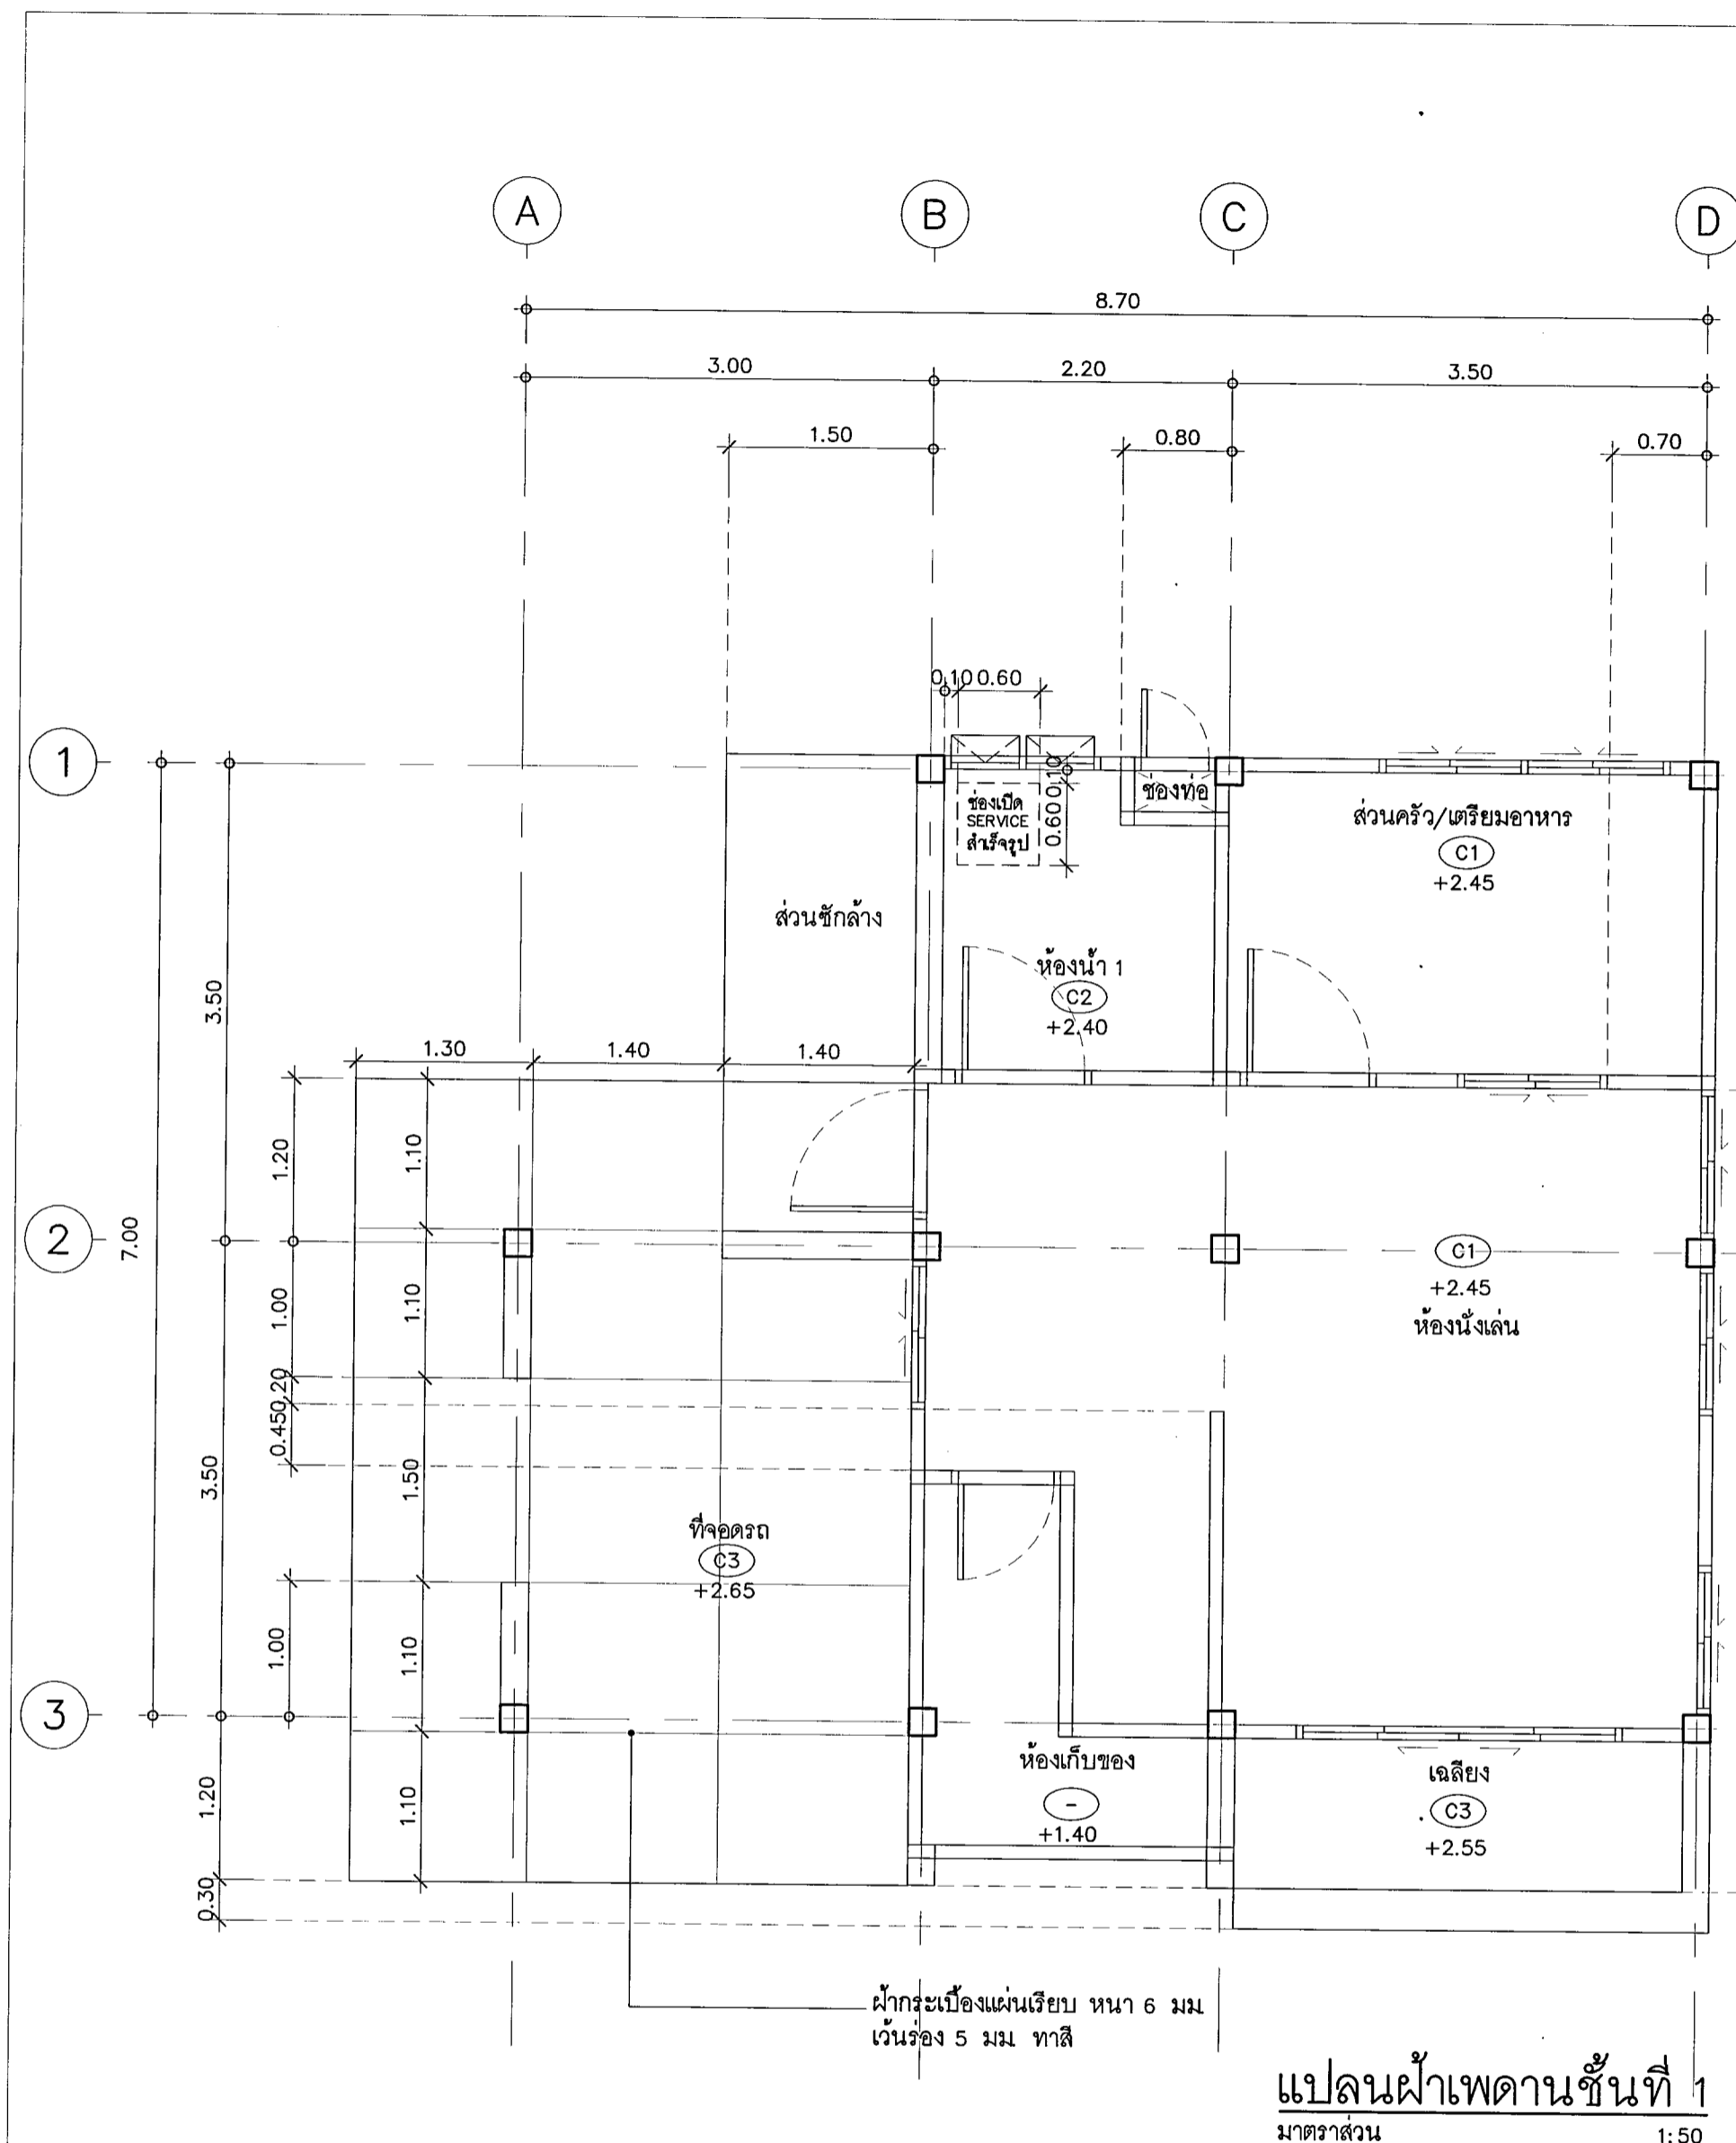 A B C D
8.70
3.00 2.20 3.50
1.50 0.80 0.70
0.10 0.60
1
ช่องเปิด
SERVICE
สำเร็จรูป
0.60 0.10
ช่องท่อ
ส่วนครัว/เตรียมอาหาร
C1
+2.45
ส่วนซักล้าง
ห้องน้ำ 1
C2
+2.40
3.50
1.30 1.40 1.40
1.20 1.10
2
7.00
C1
+2.45
ห้องนั่งเล่น
1.00 1.10
0.20
0.45
3.50
1.50
ที่จอดรถ
C3
+2.65
1.00 1.10
3
ห้องเก็บของ
-
+1.40
เฉลียง
C3
+2.55
1.20 1.10
0.30
ฝ้ากระเบื้องแผ่นเรียบ หนา 6 มม.
เว้นร่อง 5 มม. ทาสี
แปลนฝ้าเพดานชั้นที่ 1
มาตราส่วน 1:50